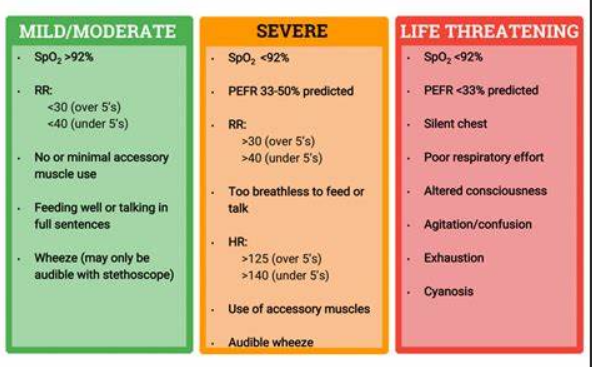 MILD/MODERATE
· SpO₂ >92%
· RR:
<30 (over 5's)
<40 (under 5's)
· No or minimal accessory
muscle use
· Feeding well or talking in
full sentences
· Wheeze (may only be
audible with stethoscope)
SEVERE
· SpO₂ <92%
· PEFR 33-50% predicted
· RR:
>30 (over 5's)
>40 (under 5's)
· Too breathless to feed or
talk
· HR:
>125 (over 5's)
>140 (under 5's)
· Use of accessory muscles
· Audible wheeze
LIFE THREATENING
· SpO₂ <92%
· PEFR <33% predicted
· Silent chest
· Poor respiratory effort
· Altered consciousness
· Agitation/confusion
· Exhaustion
· Cyanosis